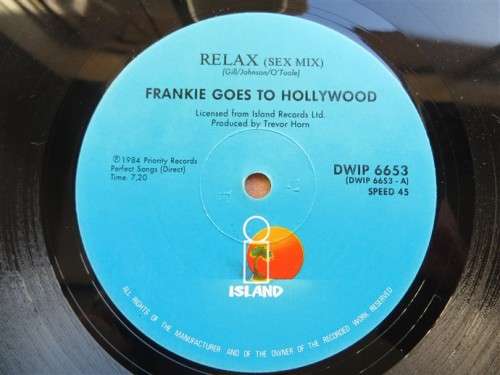 RELAX (SEX MIX)
(Gill/Johnson/O'Toole)
FRANKIE GOES TO HOLLYWOOD
Licensed from Island Records Ltd.
Produced by Trevor Horn
℗ 1984 Priority Records
Perfect Songs (Direct)
Time: 7,20
DWIP 6653
(DWIP 6653 - A)
SPEED 45
i
ISLAND
ALL RIGHTS OF THE MANUFACTURER AND OF THE OWNER OF THE RECORDED WORK RESERVED